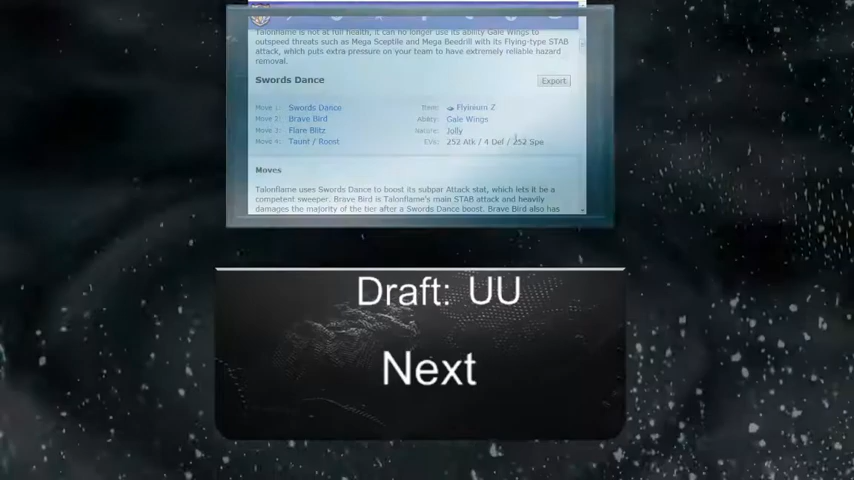 Talonflame is not at full health, it can no longer use its ability Gale Wings to
outspeed threats such as Mega Sceptile and Mega Beedrill with its Flying-type STAB
attack, which puts extra pressure on your team to have extremely reliable hazard
removal.
Swords Dance
Export
Move 1: Swords Dance Item: Flyinium Z
Move 2: Brave Bird Ability: Gale Wings
Move 3: Flare Blitz Nature: Jolly
Move 4: Taunt / Roost EVs: 252 Atk / 4 Def / 252 Spe
Moves
Talonflame uses Swords Dance to boost its subpar Attack stat, which lets it be a
competent sweeper. Brave Bird is Talonflame's main STAB attack and heavily
damages the majority of the tier after a Swords Dance boost. Brave Bird also has
Draft: UU
Next